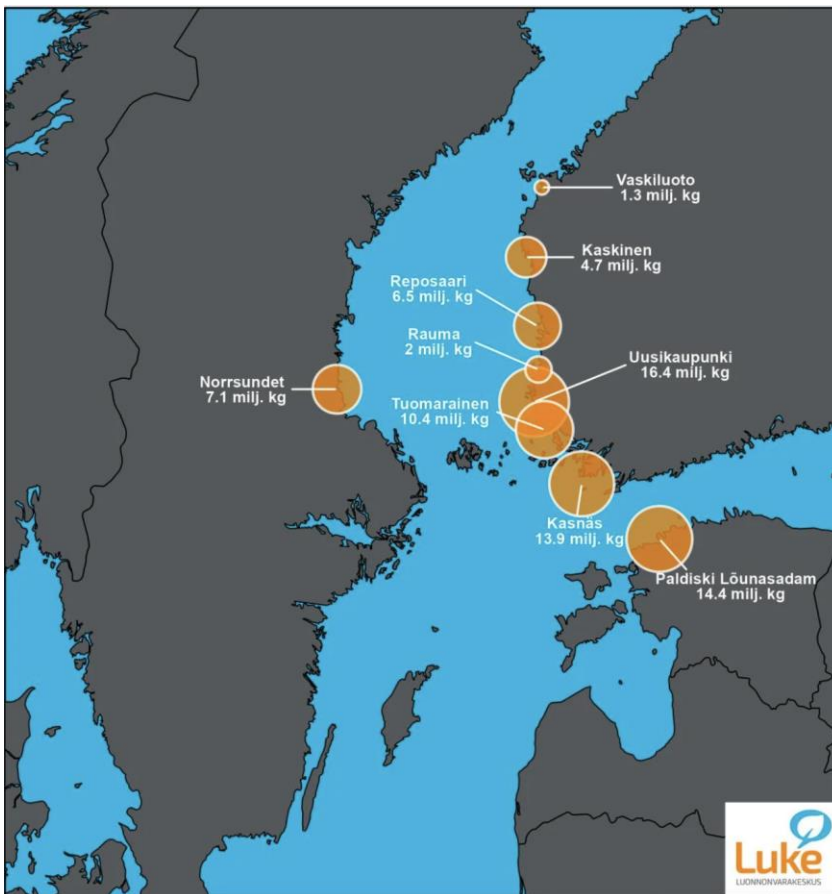 Vaskiluoto
1.3 milj. kg
Kaskinen
4.7 milj. kg
Reposaari
6.5 milj. kg
Rauma
2 milj. kg
Uusikaupunki
16.4 milj. kg
Norrsundet
7.1 milj. kg
Tuomarainen
10.4 milj. kg
Kasnäs
13.9 milj. kg
Paldiski Lõunasadam
14.4 milj. kg
Luke
LUONNONVARAKESKUS